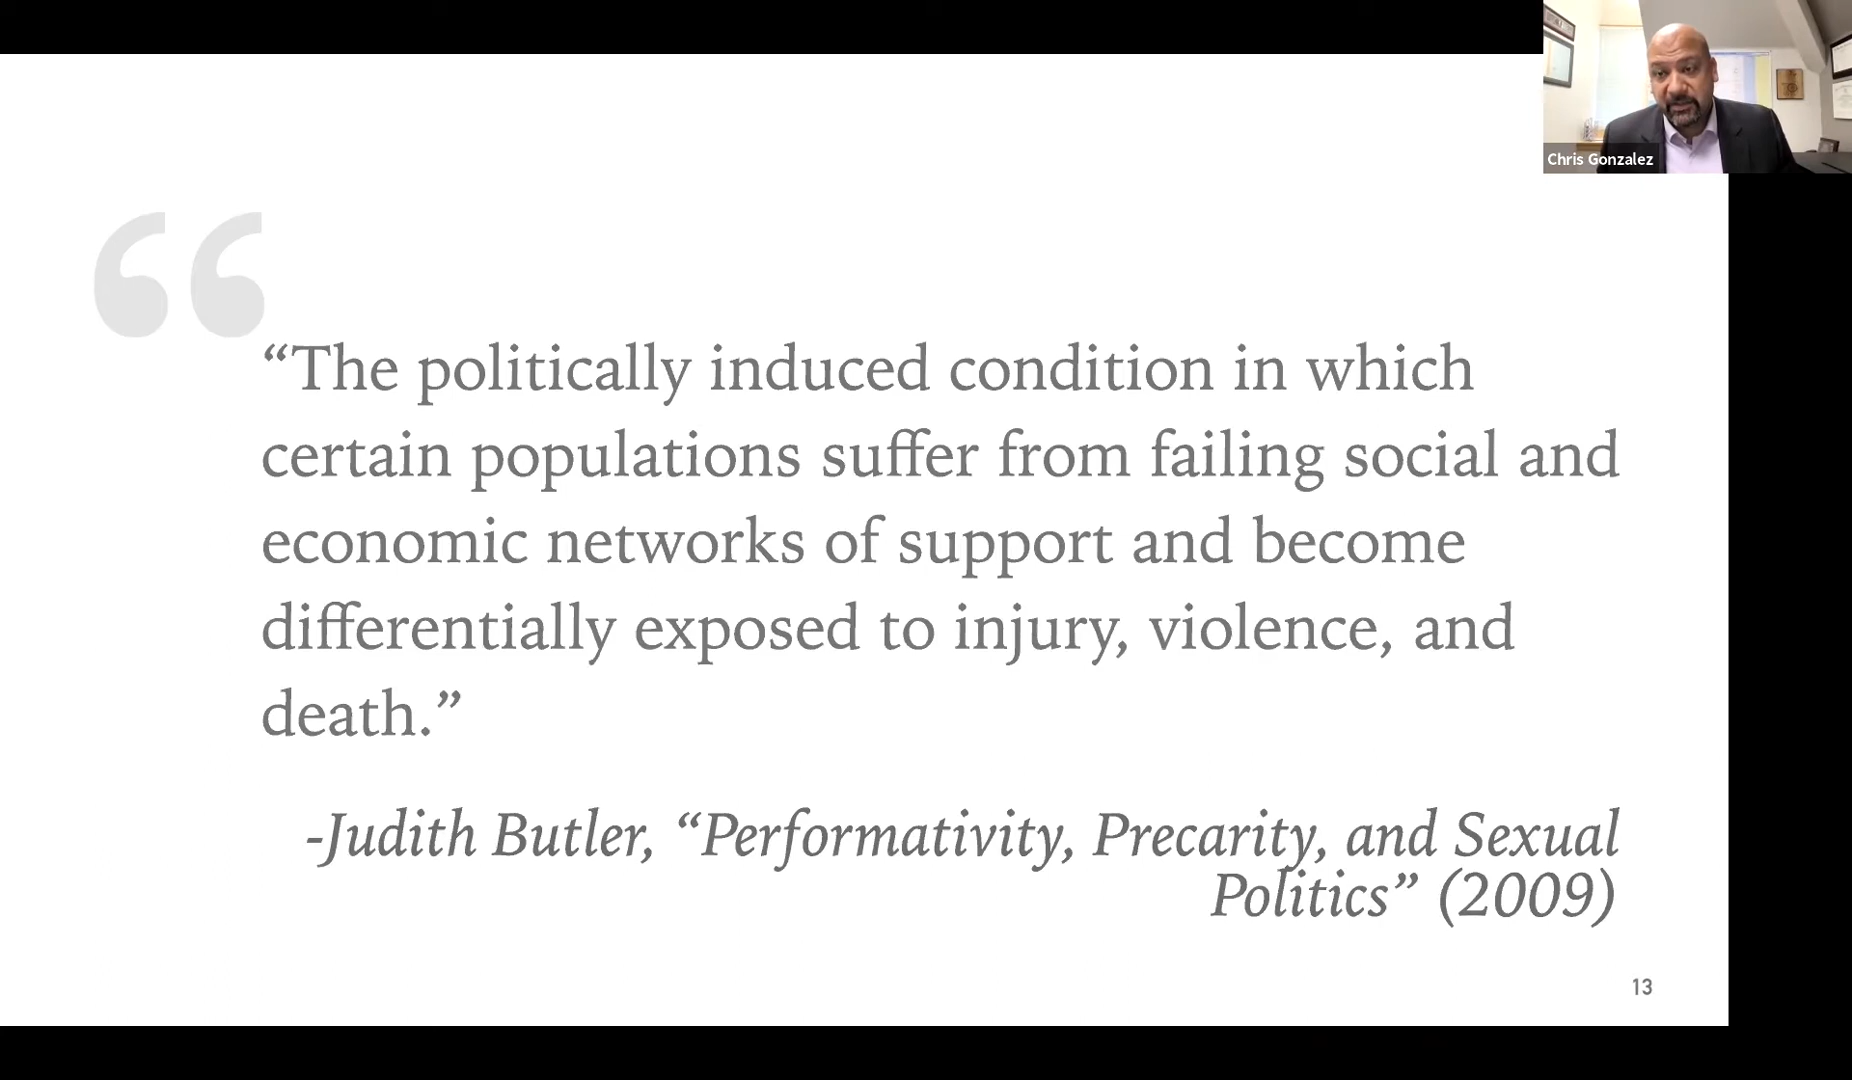 Chris Gonzalez
“
“The politically induced condition in which
certain populations suffer from failing social and
economic networks of support and become
differentially exposed to injury, violence, and
death.”
-Judith Butler, “Performativity, Precarity, and Sexual
Politics” (2009)
13